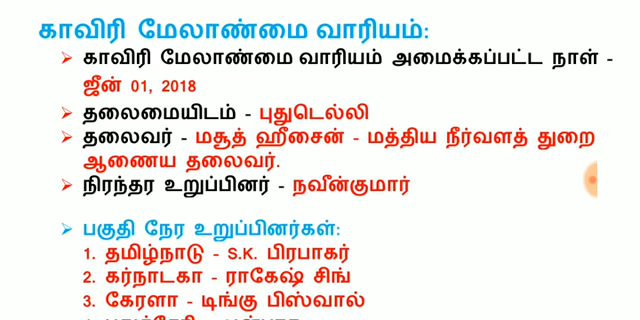 காவிரி மேலாண்மை வாரியம்:
➢ காவிரி மேலாண்மை வாரியம் அமைக்கப்பட்ட நாள் -
ஜீன் 01, 2018
➢ தலைமையிடம் - புதுடெல்லி
➢ தலைவர் - மசூத் ஹீசைன் - மத்திய நீர்வளத் துறை
ஆணைய தலைவர்.
➢ நிரந்தர உறுப்பினர் - நவீன்குமார்
➢ பகுதி நேர உறுப்பினர்கள்:
1. தமிழ்நாடு - S.K. பிரபாகர்
2. கர்நாடகா - ராகேஷ் சிங்
3. கேரளா - டிங்கு பிஸ்வால்